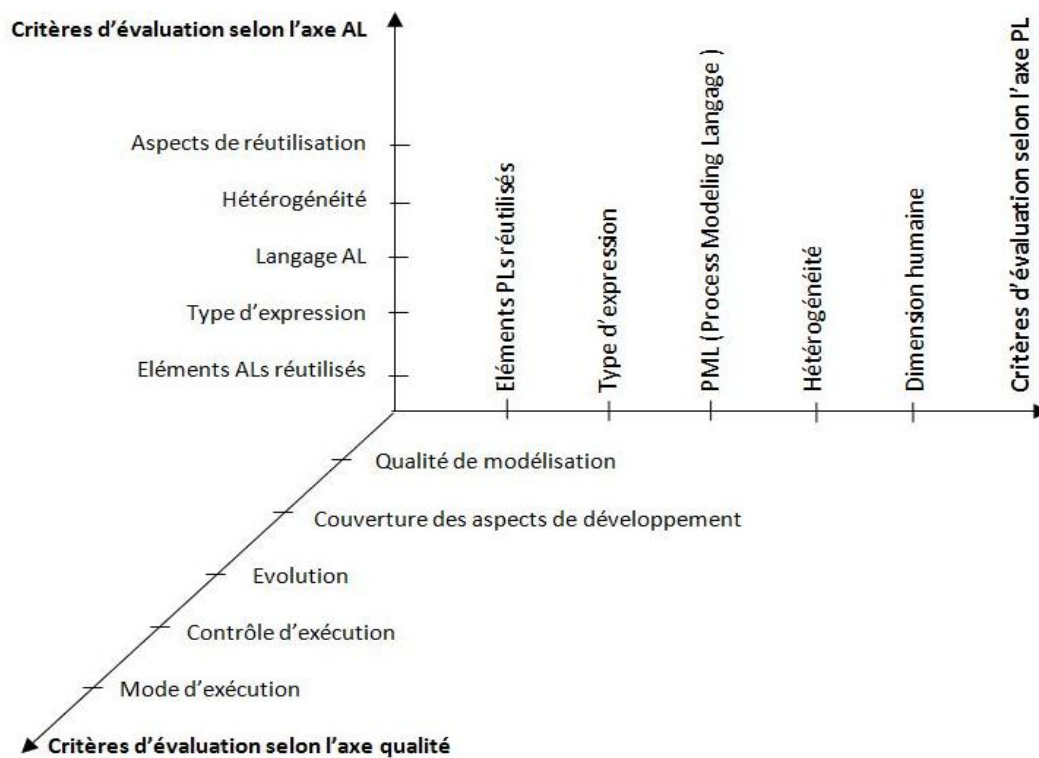 Critères d'évaluation selon l'axe AL
Aspects de réutilisation
Hétérogénéité
Langage AL
Type d'expression
Eléments ALs réutilisés
Eléments PLs réutilisés
Type d'expression
PML (Process Modeling Langage )
Hétérogénéité
Dimension humaine
Critères d'évaluation selon l'axe PL
Qualité de modélisation
Couverture des aspects de développement
Evolution
Contrôle d'exécution
Mode d'exécution
Critères d'évaluation selon l'axe qualité